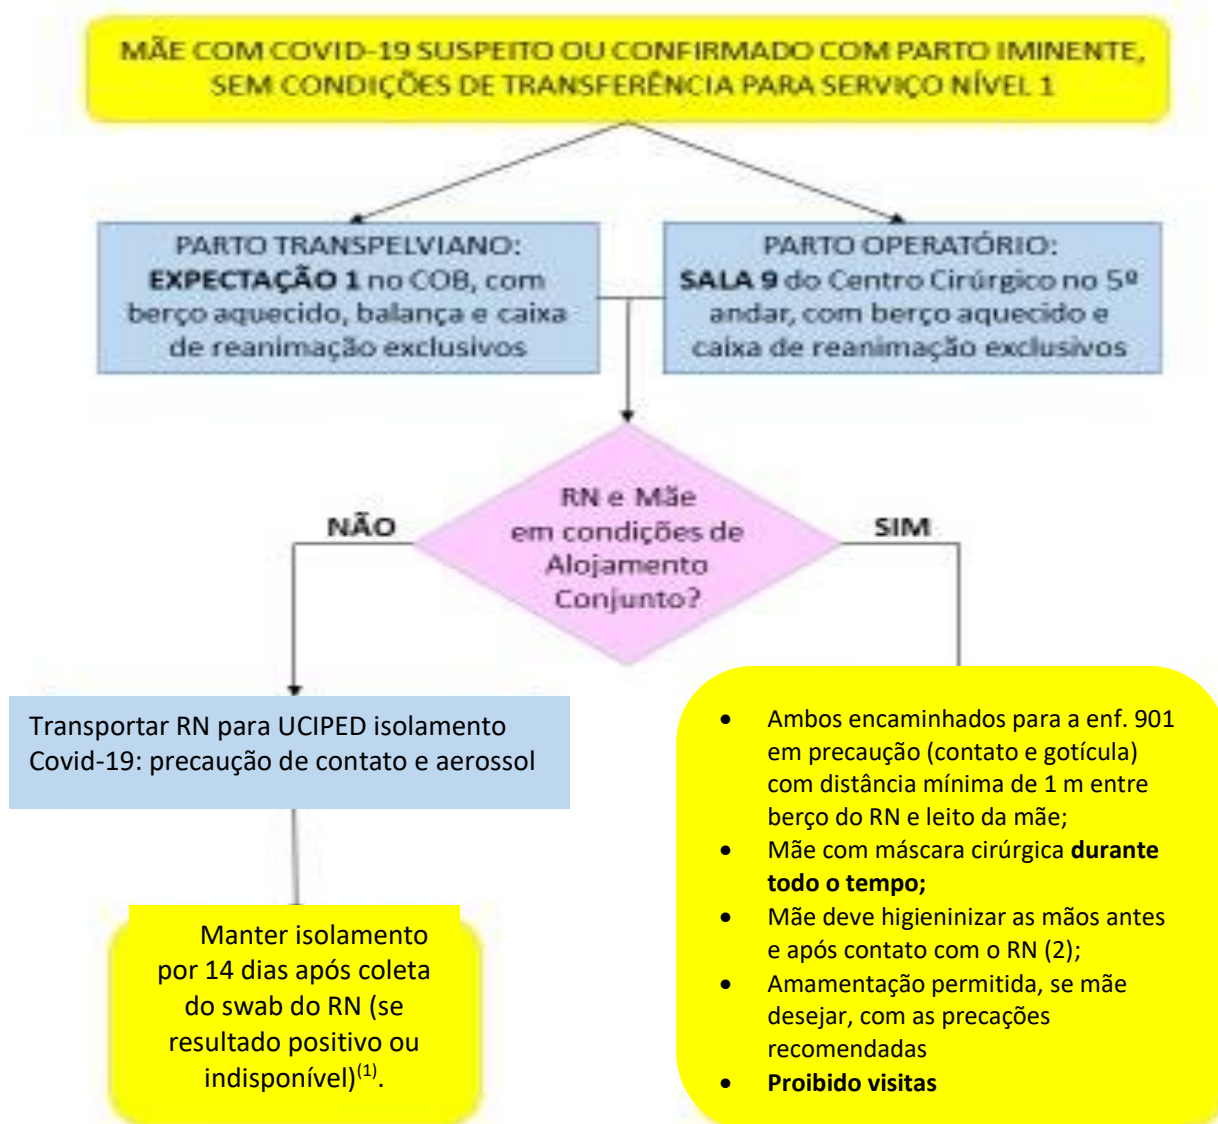 MÃE COM COVID-19 SUSPEITO OU CONFIRMADO COM PARTO IMINENTE,
SEM CONDIÇÕES DE TRANSFERÊNCIA PARA SERVIÇO NÍVEL 1
PARTO TRANSPELVIANO:
EXPECTAÇÃO 1 no COB, com
berço aquecido, balança e caixa
de reanimação exclusivos
PARTO OPERATÓRIO:
SALA 9 do Centro Cirúrgico no 5º
andar, com berço aquecido e
caixa de reanimação exclusivos
RN e Mãe
em condições de
Alojamento
Conjunto?
NÃO
SIM
Transportar RN para UCIPED isolamento
Covid-19: precaução de contato e aerossol
Manter isolamento
por 14 dias após coleta
do swab do RN (se
resultado positivo ou
indisponível)(1).
• Ambos encaminhados para a enf. 901
em precaução (contato e gotícula)
com distância mínima de 1 m entre
berço do RN e leito da mãe;
• Mãe com máscara cirúrgica durante
todo o tempo;
• Mãe deve higieninizar as mãos antes
e após contato com o RN (2);
• Amamentação permitida, se mãe
desejar, com as precações
recomendadas
• Proibido visitas